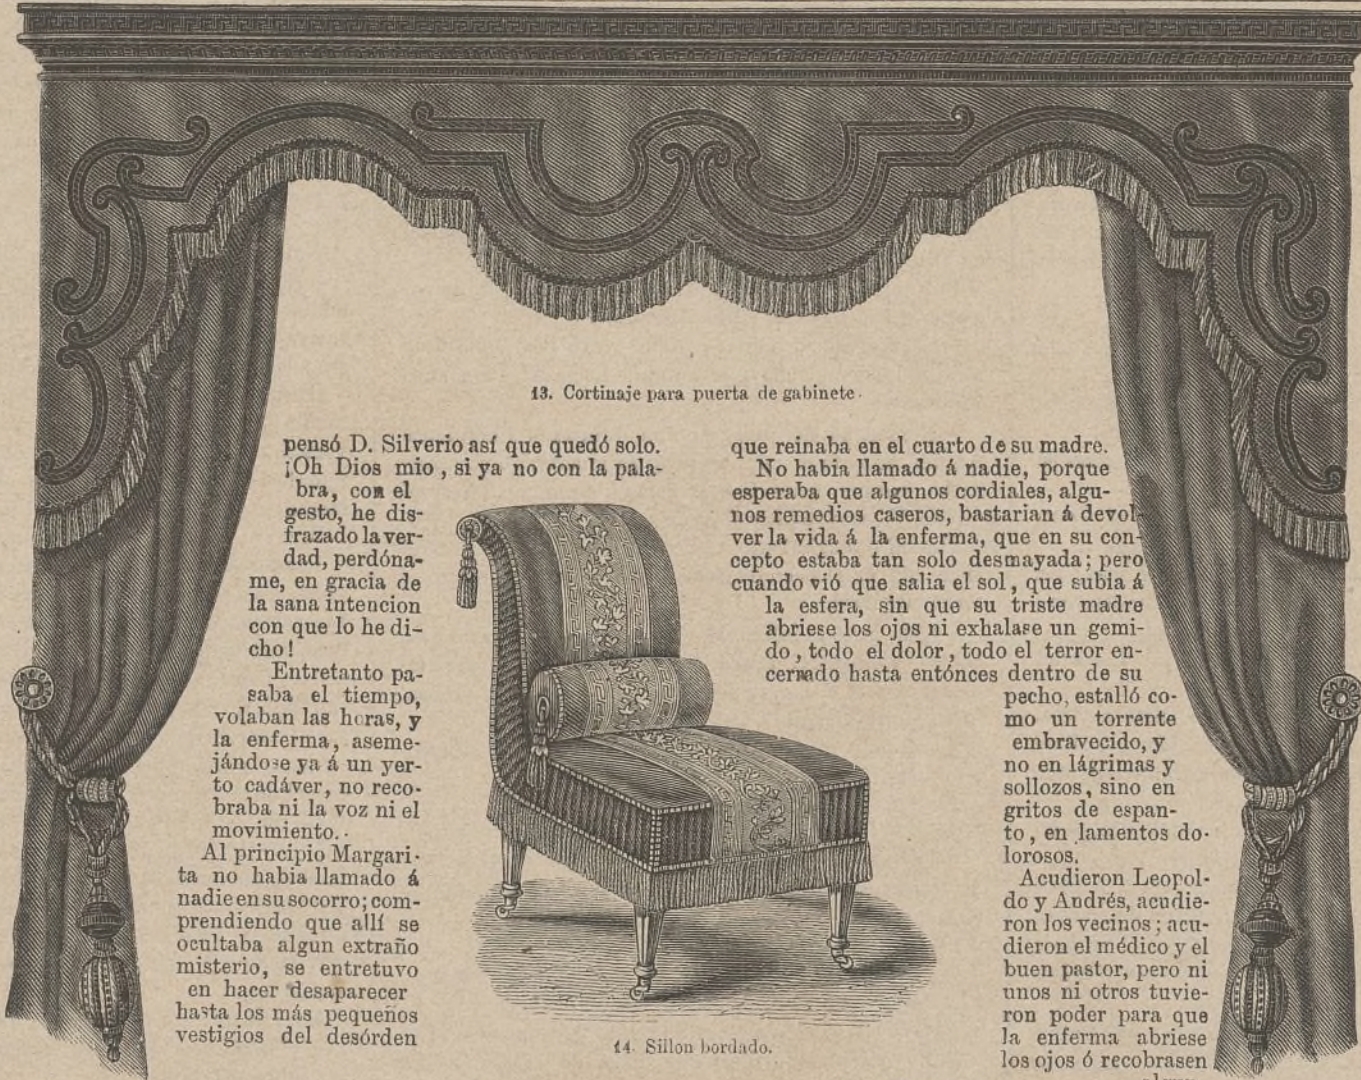 13. Cortinaje para puerta de gabinete.
pensó D. Silverio así que quedó solo.
¡Oh Dios mio, si ya no con la pala-
bra, con el
gesto, he dis-
frazado la ver-
dad, perdóna-
me, en gracia de
la sana intencion
con que lo he di-
cho!
Entretanto pa-
saba el tiempo,
volaban las horas, y
la enferma, aseme-
jándose ya á un yer-
to cadáver, no reco-
braba ni la voz ni el
movimiento..
Al principio Margari-
ta no habia llamado á
nadie en su socorro; com-
prendiendo que allí se
ocultaba algun extraño
misterio, se entretuvo
en hacer desaparecer
hasta los más pequeños
vestigios del desórden
que reinaba en el cuarto de su madre.
No habia llamado á nadie, porque
esperaba que algunos cordiales, algu-
nos remedios caseros, bastarian á devol-
ver la vida á la enferma, que en su con-
cepto estaba tan solo desmayada; pero
cuando vió que salia el sol, que subia á
la esfera, sin que su triste madre
abriese los ojos ni exhalase un gemi-
do, todo el dolor, todo el terror en-
cerrado hasta entónces dentro de su
pecho, estalló co-
mo un torrente
embravecido, y
no en lágrimas y
sollozos, sino en
gritos de espan-
to, en lamentos do-
lorosos.
Acudieron Leopol-
do y Andrés, acudie-
ron los vecinos; acu-
dieron el médico y el
buen pastor, pero ni
unos ni otros tuvie-
ron poder para que
la enferma abriese
los ojos ó recobrasen
14. Sillon bordado.